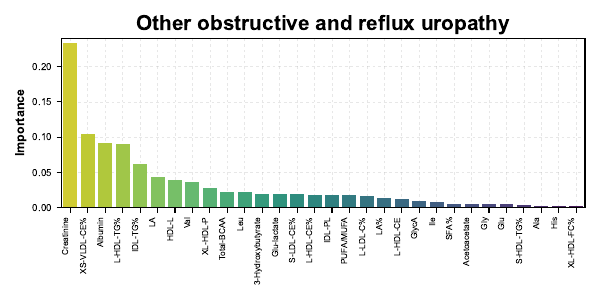 Other obstructive and reflux uropathy
Importance
0.20
0.15
0.10
0.05
0.00
Creatinine
XS-VLDL-CE%
Albumin
L-HDL-TG%
IDL-TG%
LA
HDL-L
Val
XL-HDL-P
Total-BCAA
Leu
3-Hydroxybutyrate
Glu-lactate
S-LDL-CE%
L-HDL-CE%
IDL-PL
PUFA/MUFA
L-LDL-C%
LA%
L-HDL-CE
GlycA
Ile
SFA%
Acetoacetate
Gly
Glu
S-HDL-TG%
Ala
His
XL-HDL-FC%